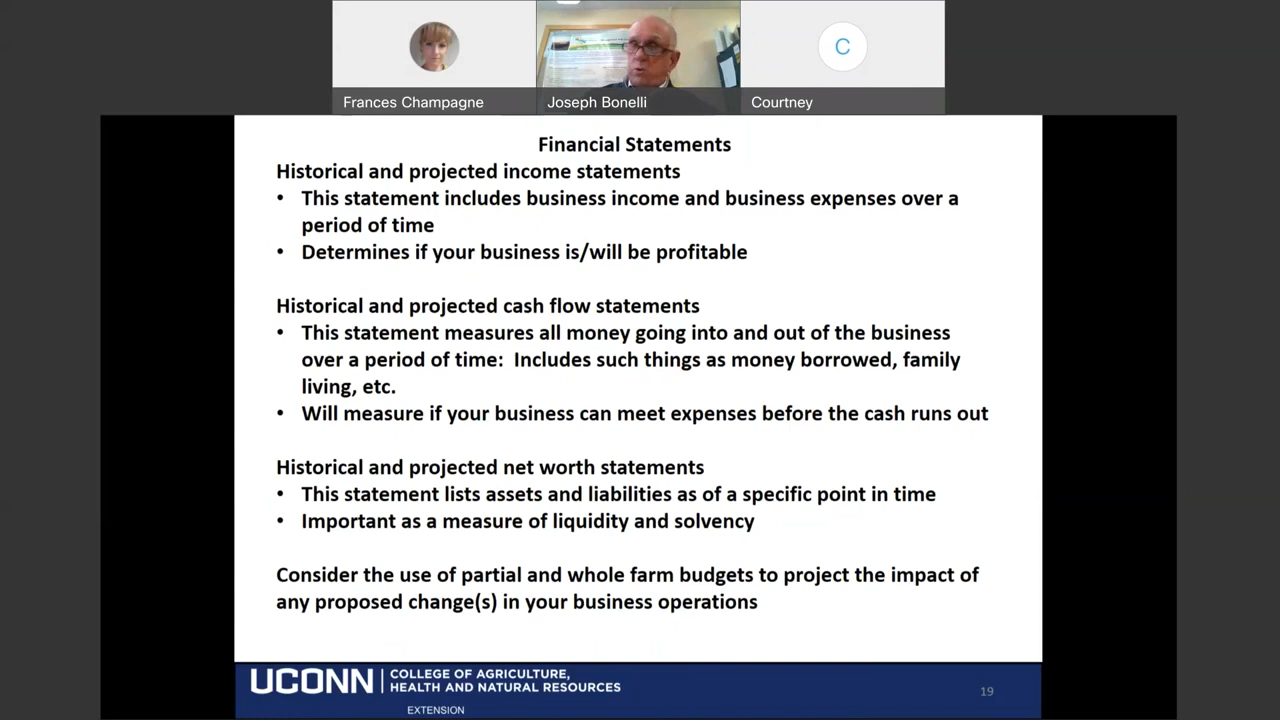 C
Frances Champagne
Joseph Bonelli
Courtney
Financial Statements
Historical and projected income statements
• This statement includes business income and business expenses over a
period of time
• Determines if your business is/will be profitable
Historical and projected cash flow statements
• This statement measures all money going into and out of the business
over a period of time: Includes such things as money borrowed, family
living, etc.
• Will measure if your business can meet expenses before the cash runs out
Historical and projected net worth statements
• This statement lists assets and liabilities as of a specific point in time
• Important as a measure of liquidity and solvency
Consider the use of partial and whole farm budgets to project the impact of
any proposed change(s) in your business operations
UCONN
COLLEGE OF AGRICULTURE,
HEALTH AND NATURAL RESOURCES
EXTENSION
19